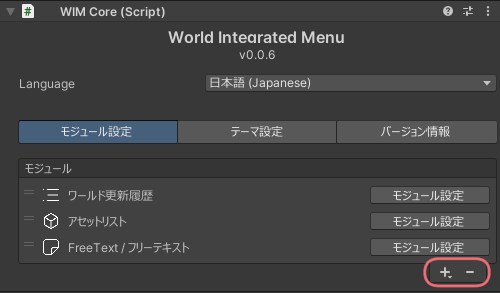 WIM Core (Script)
World Integrated Menu
v0.0.6
Language 日本語 (Japanese)
モジュール設定 テーマ設定 バージョン情報
モジュール
ワールド更新履歴 モジュール設定
アセットリスト モジュール設定
FreeText / フリーテキスト モジュール設定